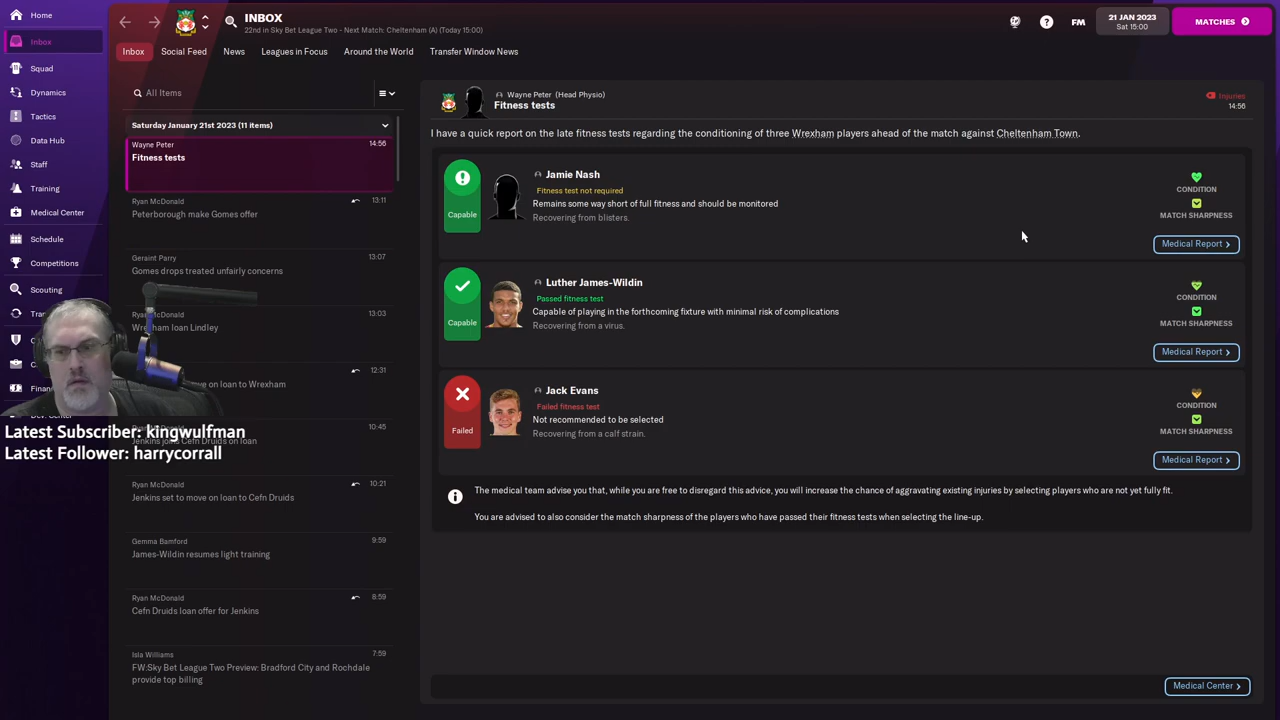 Home
Inbox
Squad
Dynamics
Tactics
Data Hub
Staff
Training
Medical Center
Schedule
Competitions
Scouting
Tra
C
C
Finan
Dev. Center
INBOX
22nd in Sky Bet League Two - Next Match: Cheltenham (A) (Today 15:00)
FM
21 JAN 2023
Sat 15:00
MATCHES
Inbox
Social Feed
News
Leagues in Focus
Around the World
Transfer Window News
All Items
Saturday January 21st 2023 (11 items)
Wayne Peter
14:56
Fitness tests
Ryan McDonald
13:11
Peterborough make Gomes offer
Geraint Parry
13:07
Gomes drops treated unfairly concerns
Ryan McDonald
13:03
Wrexham loan Lindley
12:31
ove on loan to Wrexham
10:45
Jenkins joins Cefn Druids on loan
Ryan McDonald
10:21
Jenkins set to move on loan to Cefn Druids
Gemma Bamford
9:59
James-Wildin resumes light training
Ryan McDonald
8:59
Cefn Druids loan offer for Jenkins
Isla Williams
7:59
FW:Sky Bet League Two Preview: Bradford City and Rochdale
provide top billing
Latest Subscriber: kingwulfman
Latest Follower: harrycorrall
Wayne Peter (Head Physio)
Fitness tests
Injuries
14:56
I have a quick report on the late fitness tests regarding the conditioning of three Wrexham players ahead of the match against Cheltenham Town.
Capable
Jamie Nash
Fitness test not required
Remains some way short of full fitness and should be monitored
Recovering from blisters.
CONDITION
MATCH SHARPNESS
Medical Report
Capable
Luther James-Wildin
Passed fitness test
Capable of playing in the forthcoming fixture with minimal risk of complications
Recovering from a virus.
CONDITION
MATCH SHARPNESS
Medical Report
Failed
Jack Evans
Failed fitness test
Not recommended to be selected
Recovering from a calf strain.
CONDITION
MATCH SHARPNESS
Medical Report
The medical team advise you that, while you are free to disregard this advice, you will increase the chance of aggravating existing injuries by selecting players who are not yet fully fit.
You are advised to also consider the match sharpness of the players who have passed their fitness tests when selecting the line-up.
Medical Center